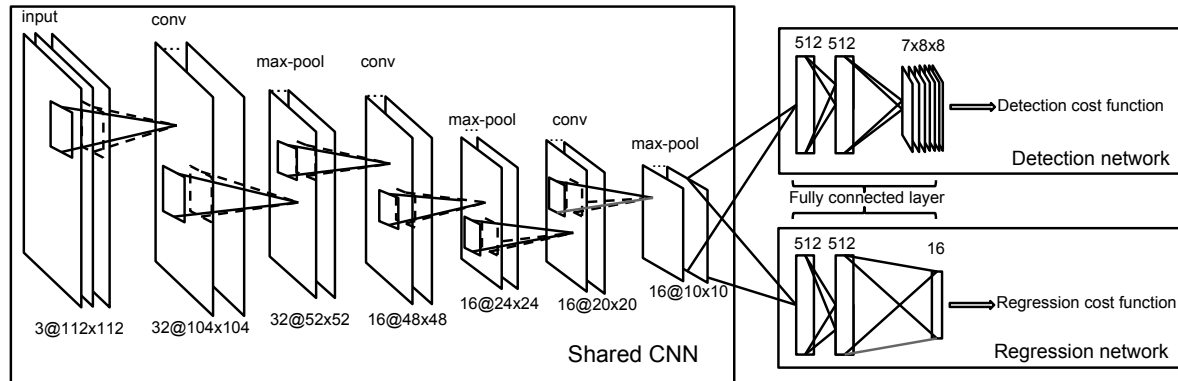 input
conv
max-pool
conv
max-pool
conv
max-pool
3@112x112
32@104x104
32@52x52
16@48x48
16@24x24
16@20x20
16@10x10
Shared CNN
512 512 7x8x8
Detection cost function
Detection network
Fully connected layer
512 512 16
Regression cost function
Regression network